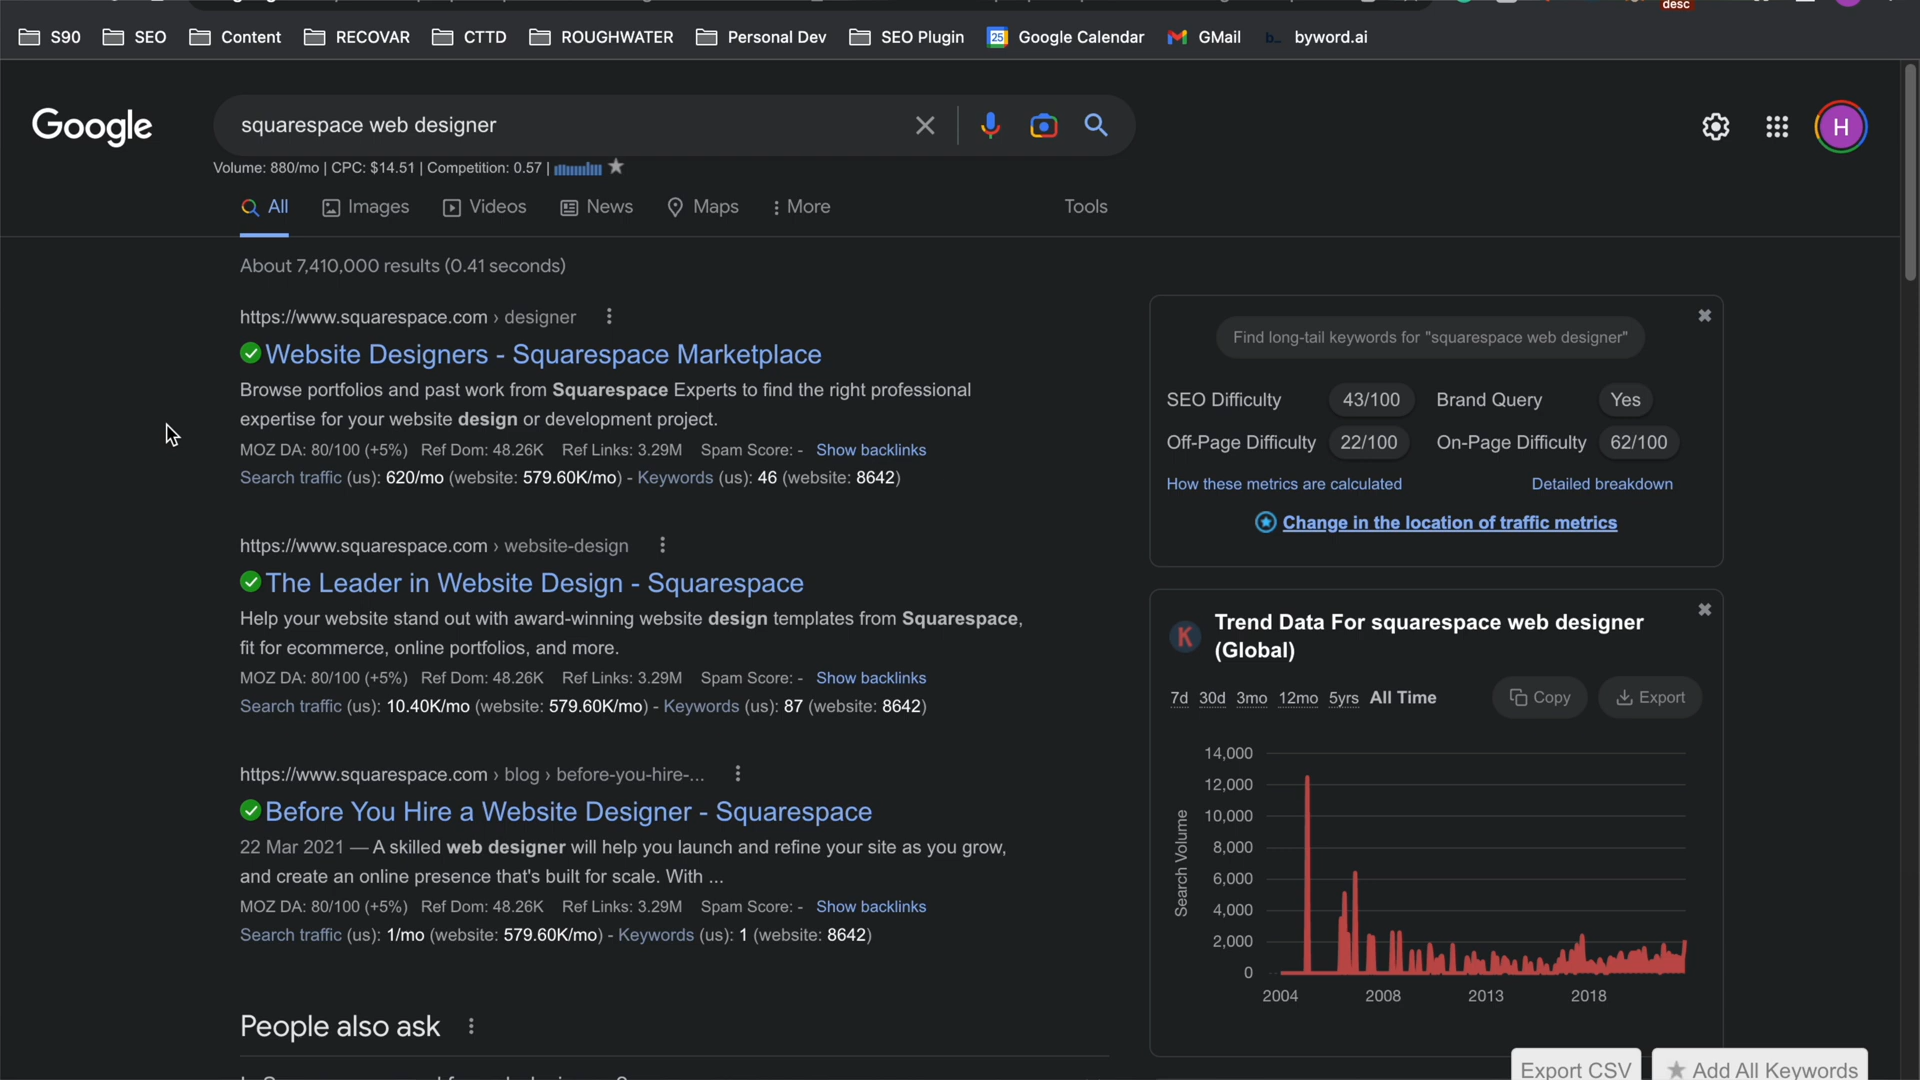 desc
S90
SEO
Content
RECOVAR
CTTD
ROUGHWATER
Personal Dev
SEO Plugin
25
Google Calendar
GMail
b_
byword.ai
Google
squarespace web designer
H
Volume: 880/mo | CPC: $14.51 | Competition: 0.57 |
All
Images
Videos
News
Maps
More
Tools
About 7,410,000 results (0.41 seconds)
https://www.squarespace.com › designer
Website Designers - Squarespace Marketplace
Browse portfolios and past work from Squarespace Experts to find the right professional
expertise for your website design or development project.
MOZ DA: 80/100 (+5%) Ref Dom: 48.26K Ref Links: 3.29M Spam Score: - Show backlinks
Search traffic (us): 620/mo (website: 579.60K/mo) - Keywords (us): 46 (website: 8642)
https://www.squarespace.com › website-design
The Leader in Website Design - Squarespace
Help your website stand out with award-winning website design templates from Squarespace,
fit for ecommerce, online portfolios, and more.
MOZ DA: 80/100 (+5%) Ref Dom: 48.26K Ref Links: 3.29M Spam Score: - Show backlinks
Search traffic (us): 10.40K/mo (website: 579.60K/mo) - Keywords (us): 87 (website: 8642)
https://www.squarespace.com › blog › before-you-hire-...
Before You Hire a Website Designer - Squarespace
22 Mar 2021 — A skilled web designer will help you launch and refine your site as you grow,
and create an online presence that's built for scale. With ...
MOZ DA: 80/100 (+5%) Ref Dom: 48.26K Ref Links: 3.29M Spam Score: - Show backlinks
Search traffic (us): 1/mo (website: 579.60K/mo) - Keywords (us): 1 (website: 8642)
People also ask
Find long-tail keywords for "squarespace web designer"
SEO Difficulty 43/100 Brand Query Yes
Off-Page Difficulty 22/100 On-Page Difficulty 62/100
How these metrics are calculated Detailed breakdown
Change in the location of traffic metrics
K
Trend Data For squarespace web designer
(Global)
7d 30d 3mo 12mo 5yrs All Time
Copy
Export
Search Volume
14,000
12,000
10,000
8,000
6,000
4,000
2,000
0
2004 2008 2013 2018
Export CSV
Add All Keywords